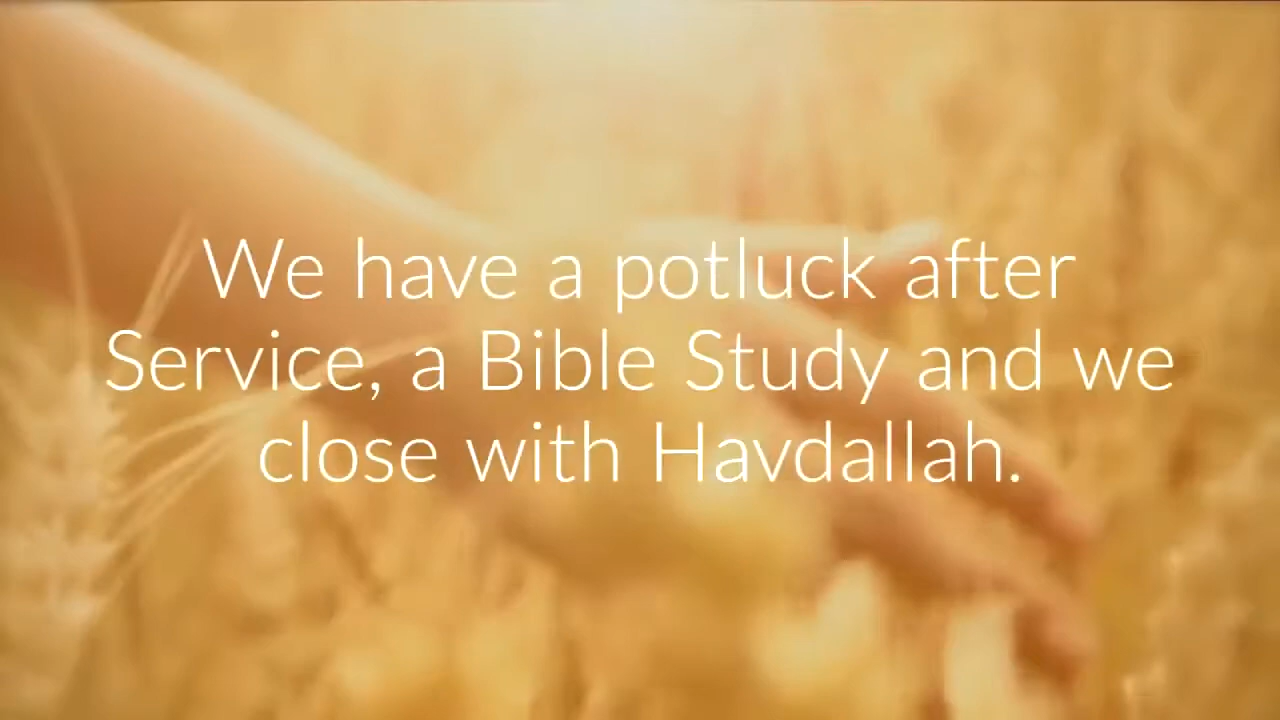 We have a potluck after
Service, a Bible Study and we
close with Havdallah.